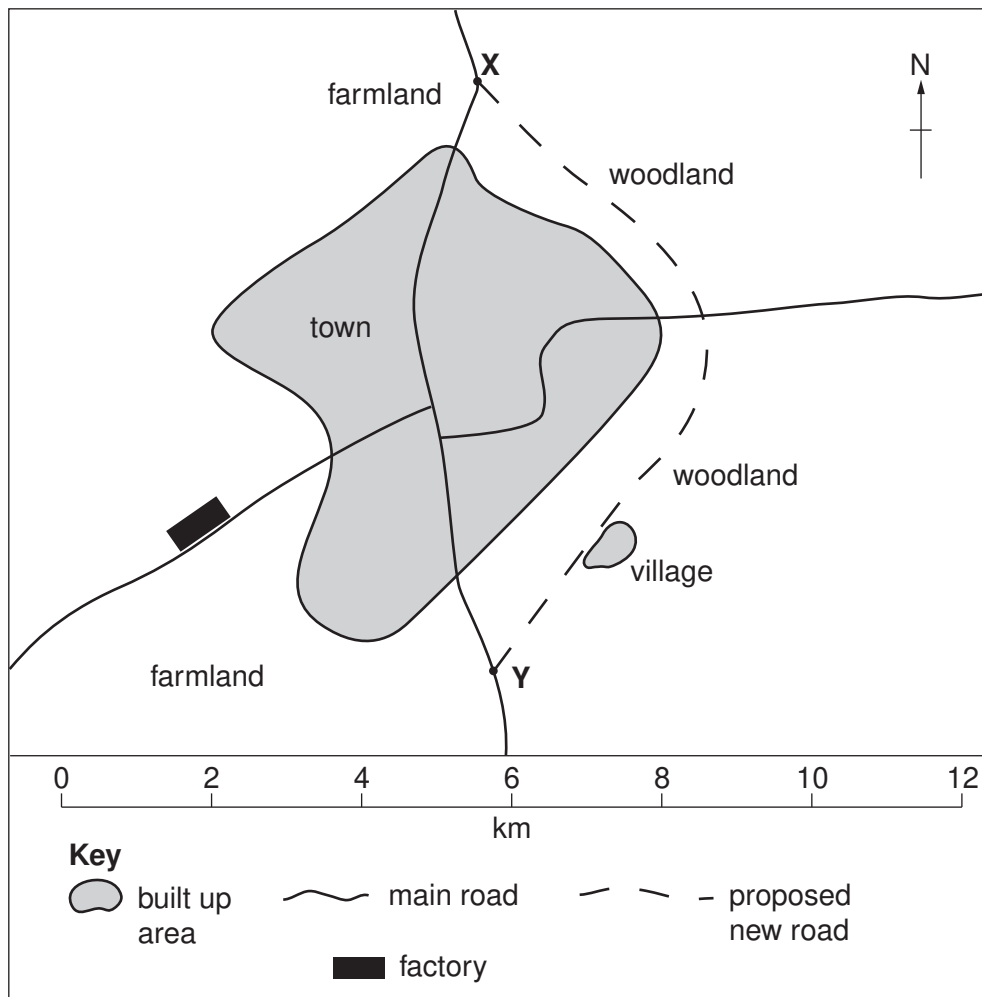 X
N
farmland
woodland
town
woodland
village
farmland
Y
0 2 4 6 8 10 12
km
Key
built up
area
main road
proposed
new road
factory